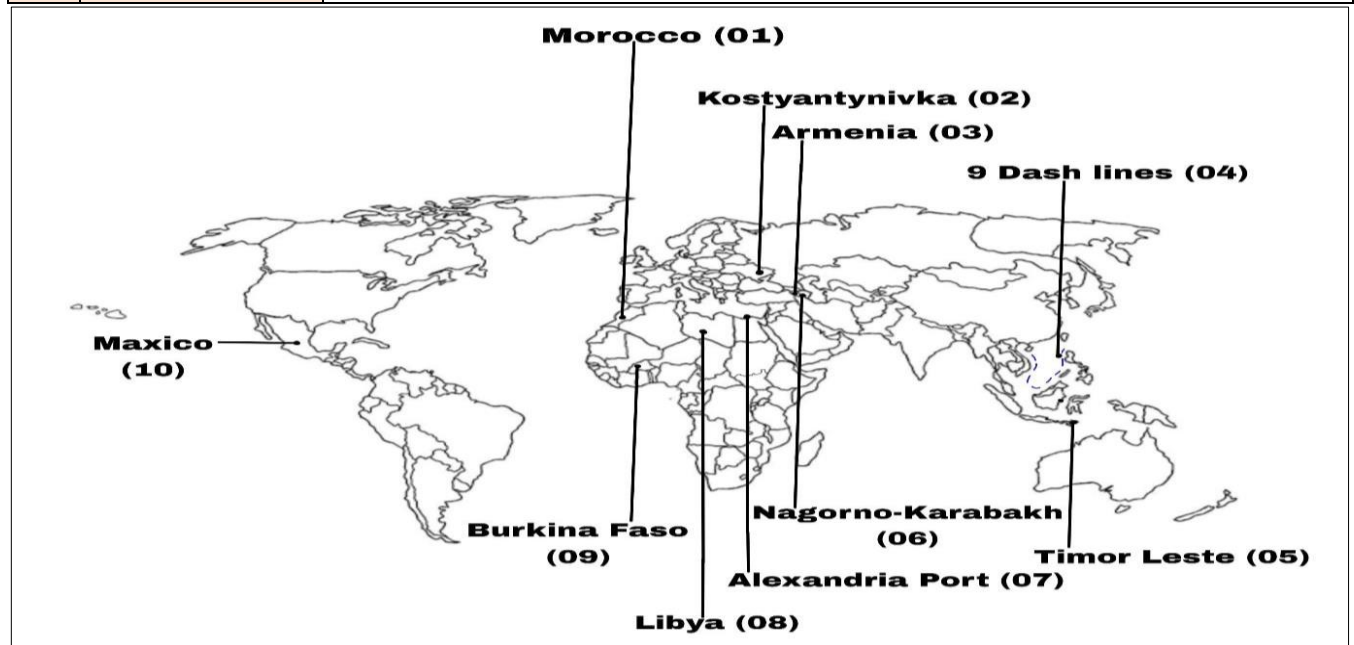 Morocco (01)
Kostyantynivka (02)
Armenia (03)
9 Dash lines (04)
Maxico
(10)
Nagorno-Karabakh
(06)
Burkina Faso
(09)
Timor Leste (05)
Alexandria Port (07)
Libya (08)